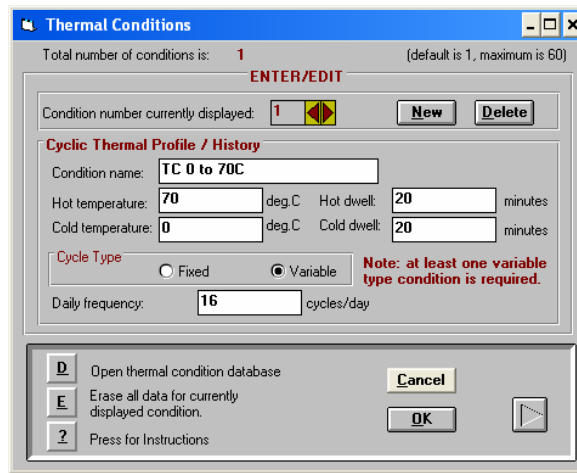 Thermal Conditions
Total number of conditions is: 1 (default is 1, maximum is 60)
ENTER/EDIT
Condition number currently displayed: 1 New Delete
Cyclic Thermal Profile / History
Condition name: TC 0 to 70C
Hot temperature: 70 deg.C Hot dwell: 20 minutes
Cold temperature: 0 deg.C Cold dwell: 20 minutes
Cycle Type
Fixed Variable
Note: at least one variable
type condition is required.
Daily frequency: 16 cycles/day
D Open thermal condition database
Cancel
E Erase all data for currently
displayed condition.
OK
? Press for Instructions